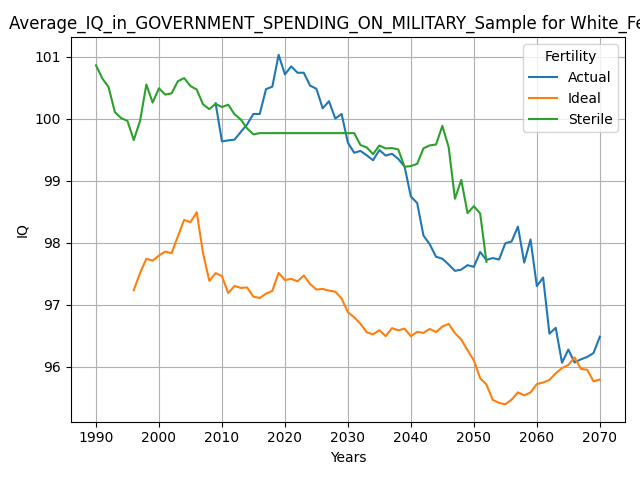 Average_IQ_in_GOVERNMENT_SPENDING_ON_MILITARY_Sample for White_Fe
Fertility
Actual
Ideal
Sterile
IQ
101
100
99
98
97
96
1990 2000 2010 2020 2030 2040 2050 2060 2070
Years